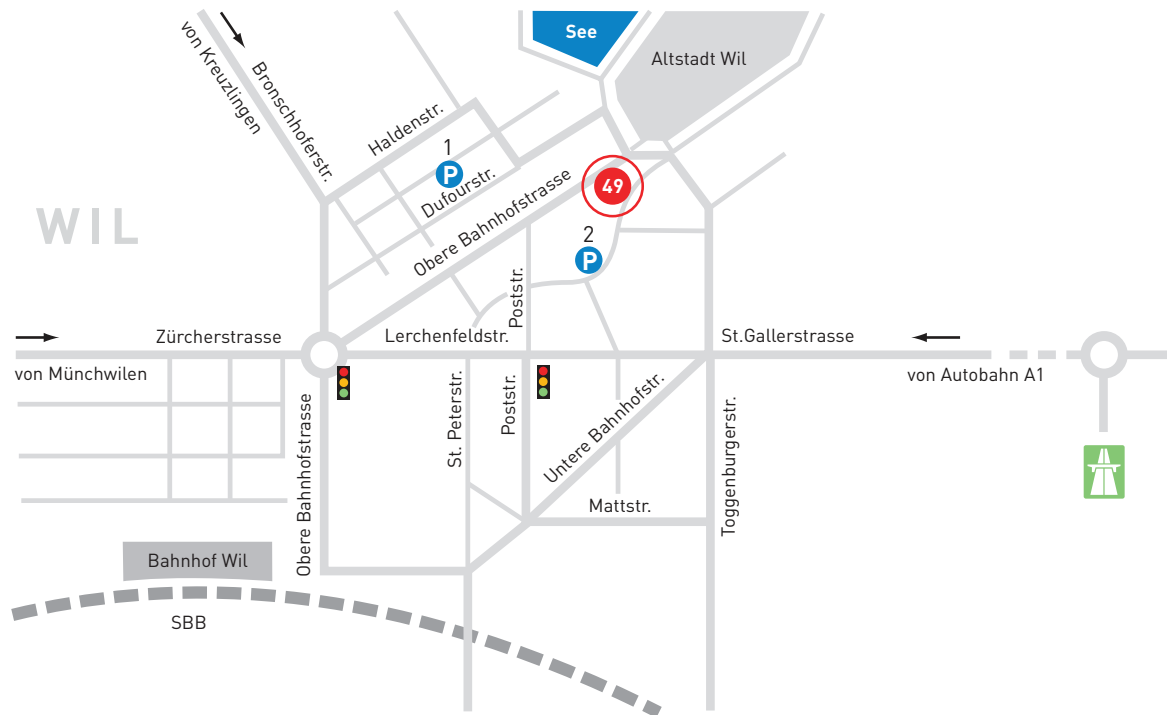 See
Altstadt Wil
von Kreuzlingen
Bronschhoferstr.
Haldenstr.
1
P
Dufourstr.
Obere Bahnhofstrasse
49
WIL
2
P
Poststr.
Zürcherstrasse
Lerchenfeldstr.
St.Gallerstrasse
von Münchwilen
von Autobahn A1
Obere Bahnhofstrasse
St. Peterstr.
Poststr.
Untere Bahnhofstr.
Toggenburgerstr.
Mattstr.
Bahnhof Wil
SBB